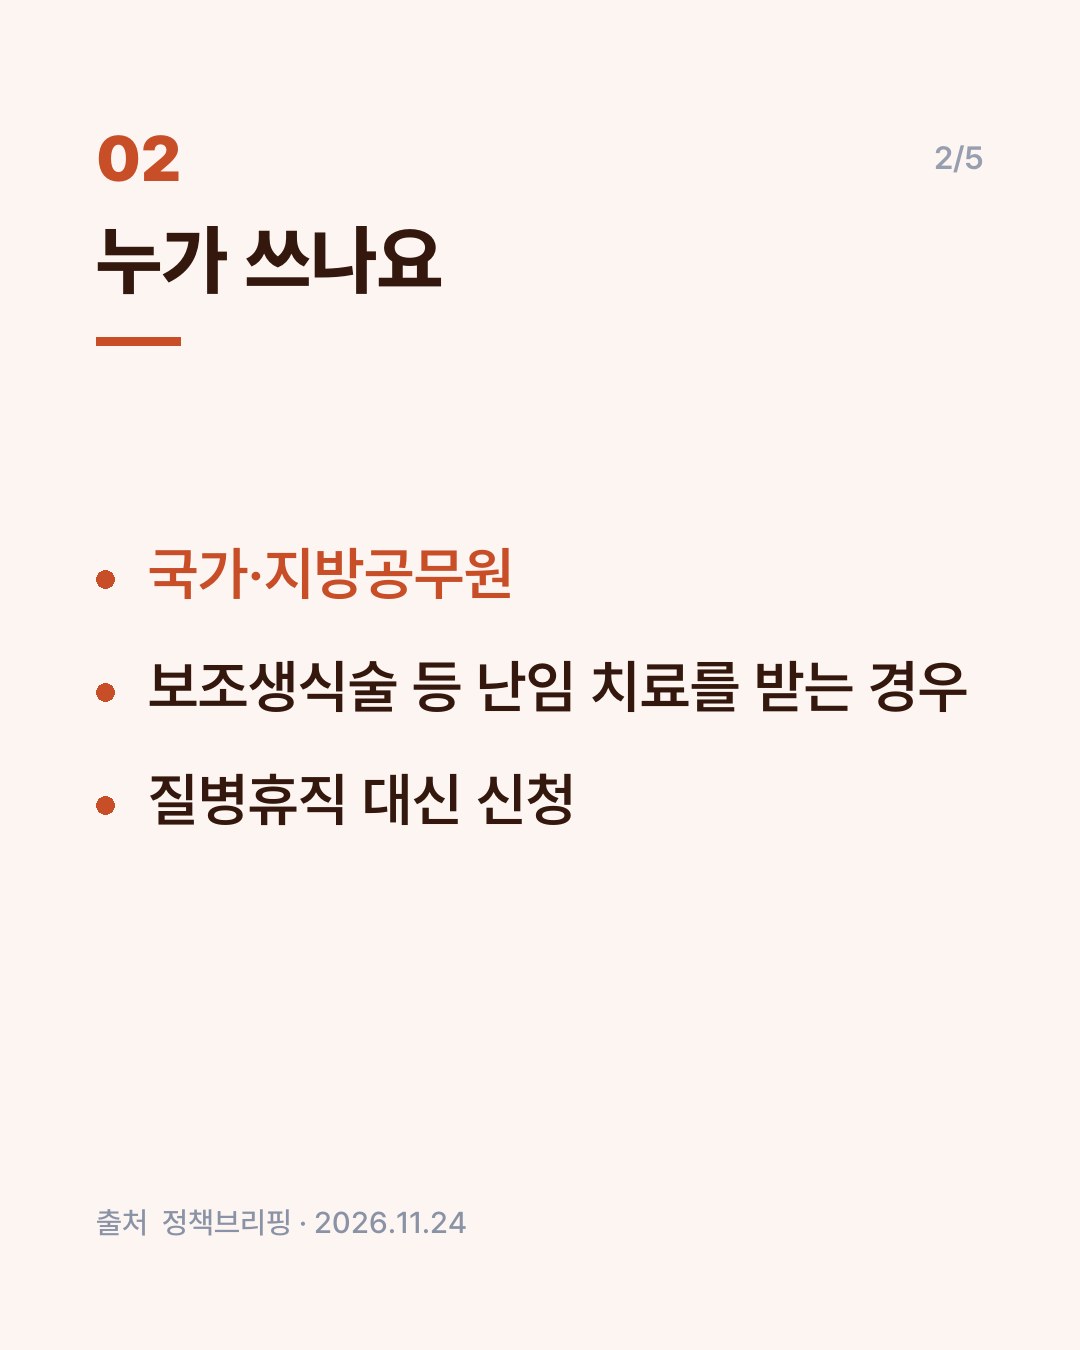 02
2/5
누가 쓰나요
국가·지방공무원
보조생식술 등 난임 치료를 받는 경우
질병휴직 대신 신청
출처 정책브리핑 · 2026.11.24